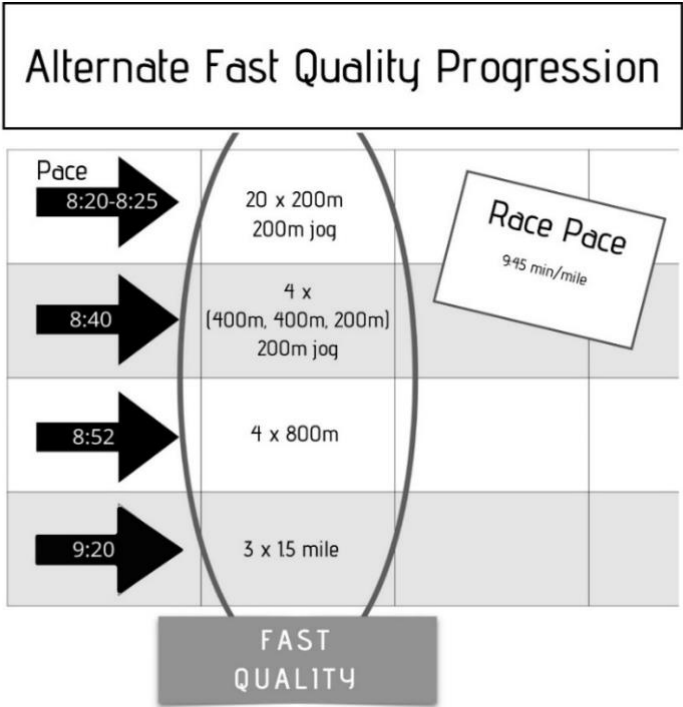 Alternate Fast Quality Progression
Pace
8:20-8:25
20 x 200m
200m jog
Race Pace
9:45 min/mile
8:40
4 x
(400m, 400m, 200m)
200m jog
8:52
4 x 800m
9:20
3 x 1.5 mile
FAST
QUALITY